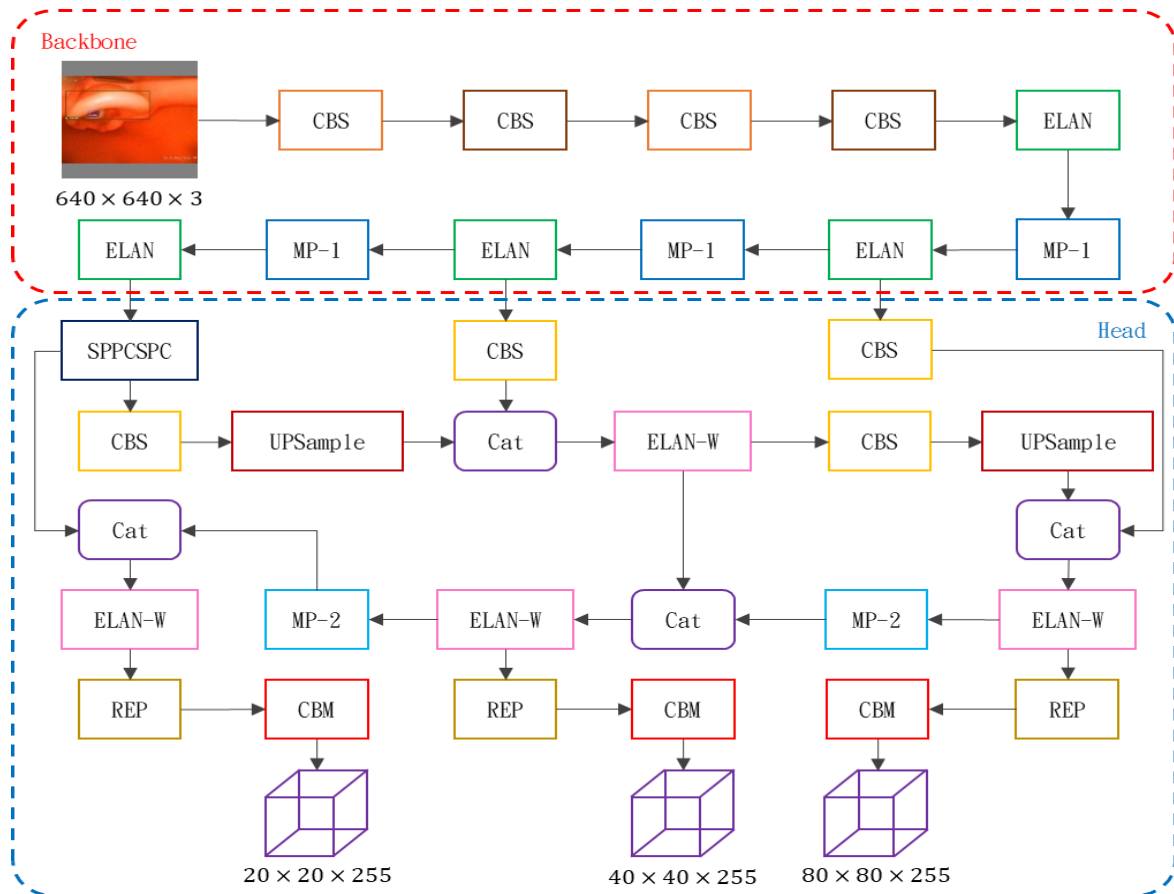 Backbone
CBS CBS CBS CBS ELAN
640 × 640 × 3
ELAN MP-1 ELAN MP-1 ELAN MP-1
Head
SPPCSPC CBS CBS
CBS UPSample Cat ELAN-W CBS UPSample
Cat Cat
ELAN-W MP-2 ELAN-W Cat MP-2 ELAN-W
REP CBM REP CBM CBM REP
20 × 20 × 255 40 × 40 × 255 80 × 80 × 255